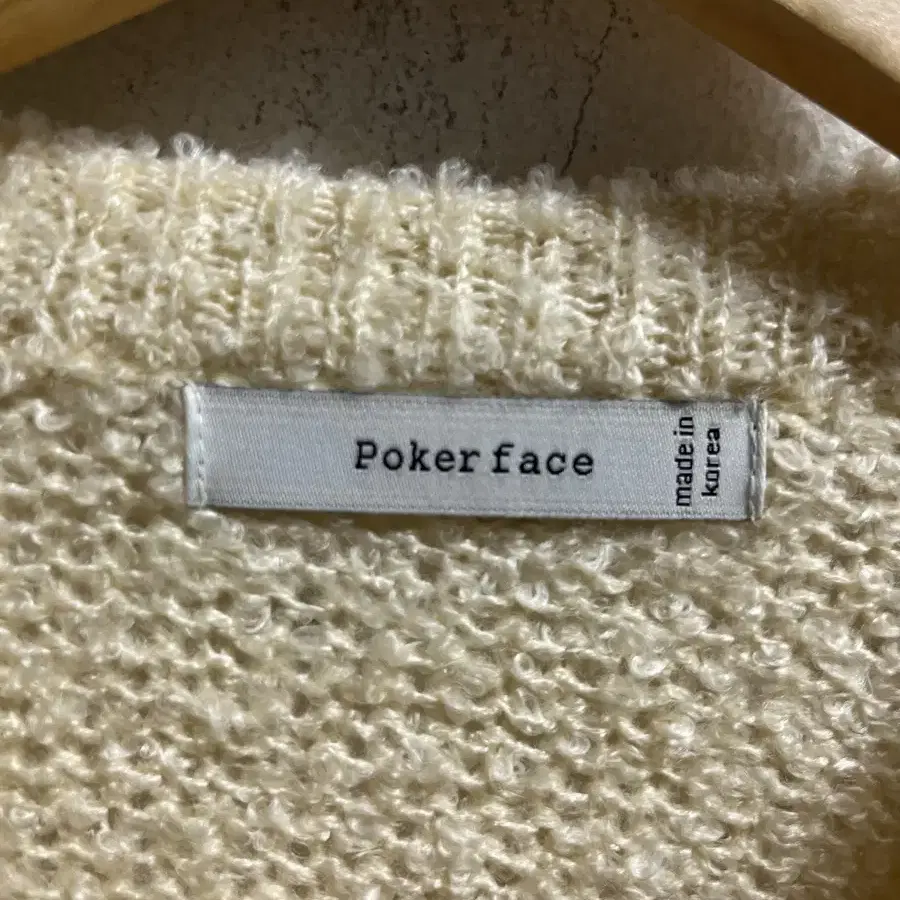 Poker face
made in
korea